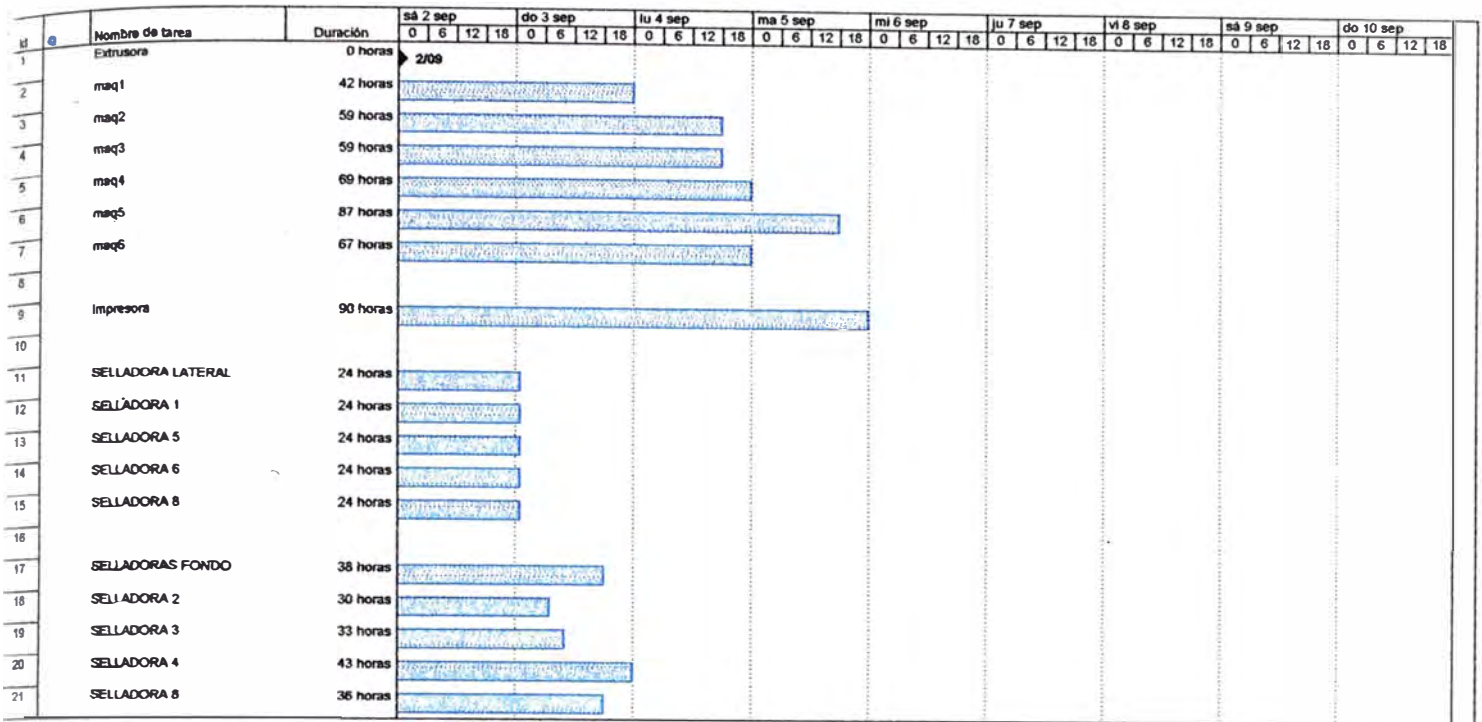 sá 2 sep do 3 sep lu 4 sep ma 5 sep mi 6 sep ju 7 sep vi 8 sep sá 9 sep do 10 sep
id Nombre de tarea Duración 0 6 12 18 0 6 12 18 0 6 12 18 0 6 12 18 0 6 12 18 0 6 12 18 0 6 12 18 0 6 12 18 0 6 12 18
1 Extrusora 0 horas 2/09
2 maq1 42 horas
3 maq2 59 horas
4 maq3 59 horas
5 maq4 69 horas
6 maq5 87 horas
7 maq6 67 horas
8
9 Impresora 90 horas
10
11 SELLADORA LATERAL 24 horas
12 SELLADORA 1 24 horas
13 SELLADORA 5 24 horas
14 SELLADORA 6 24 horas
15 SELLADORA 8 24 horas
16
17 SELLADORAS FONDO 38 horas
18 SELLADORA 2 30 horas
19 SELLADORA 3 33 horas
20 SELLADORA 4 43 horas
21 SELLADORA 8 36 horas